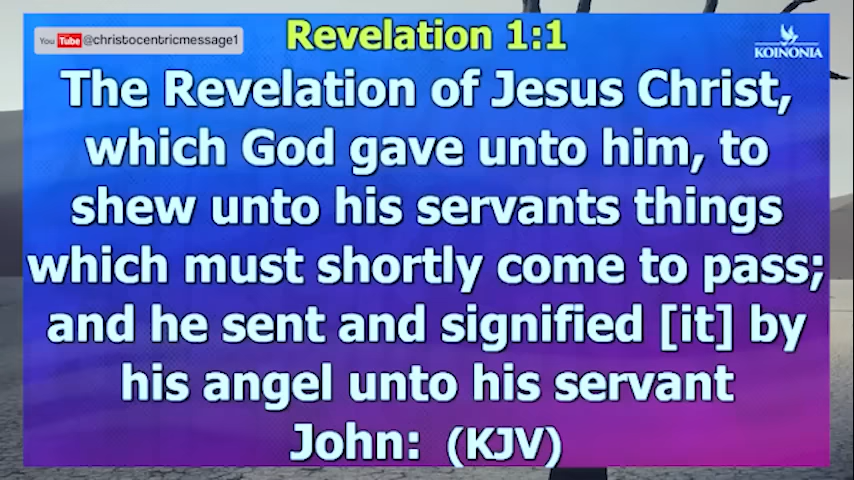 You Tube @christocentricmessage1
Revelation 1:1
KOINONIA
The Revelation of Jesus Christ,
which God gave unto him, to
shew unto his servants things
which must shortly come to pass;
and he sent and signified [it] by
his angel unto his servant
John: (KJV)